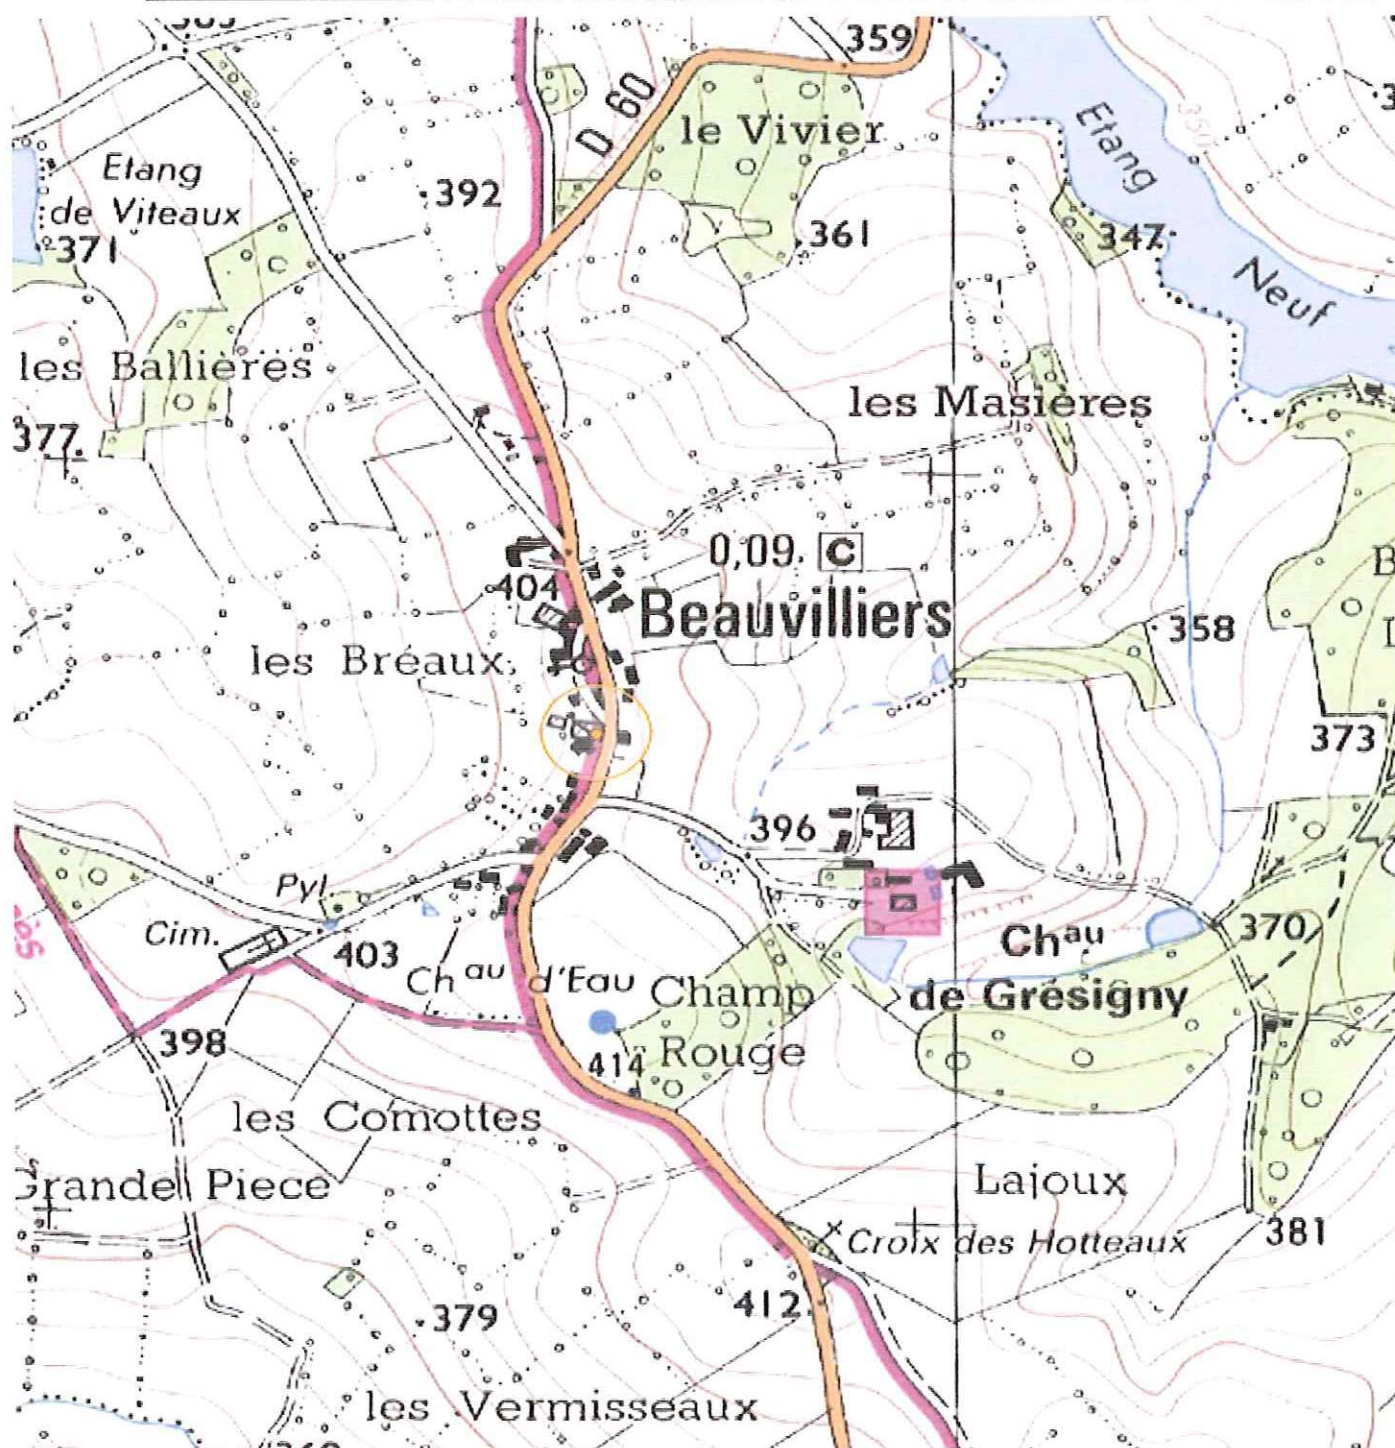 359
D 60
le Vivier
Etang
Neuf
Etang
de Viteaux
371
392
361
347
les Ballières
377
les Masières
0,09 C
404
Beauvilliers
358
les Bréaux
373
396
Pyl
Cim.
403
Chau d'Eau
Champ
Rouge
Chau
de Grésigny
370
398
414
les Comottes
Lajoux
Grande Piece
Croix des Hotteaux
381
412
379
les Vermisseaux